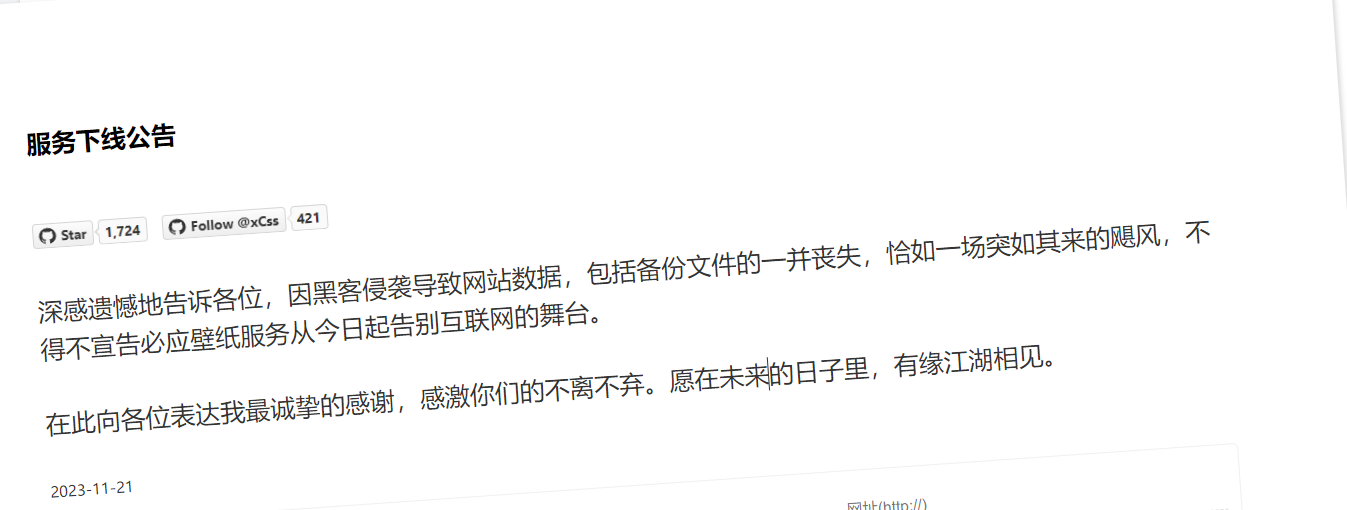 服务下线公告
Star 1,724 Follow @xCss 421
深感遗憾地告诉各位，因黑客侵袭导致网站数据，包括备份文件的一并丧失，恰如一场突如其来的飓风，不
得不宣告必应壁纸服务从今日起告别互联网的舞台。
在此向各位表达我最诚挚的感谢，感激你们的不离不弃。愿在未来的日子里，有缘江湖相见。
2023-11-21
网址(http://)